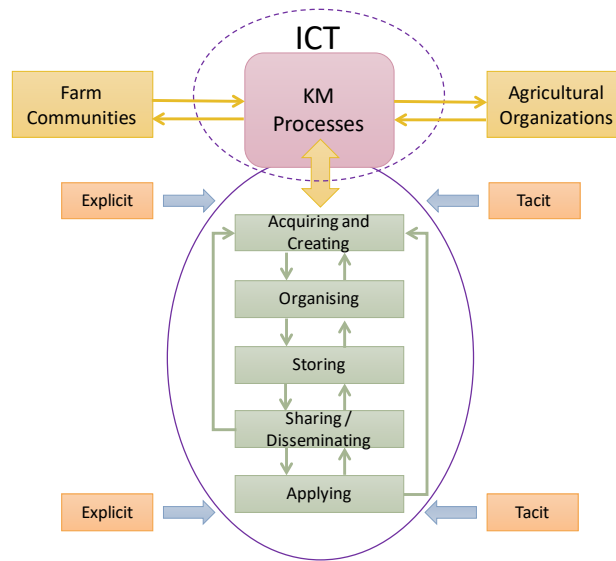 ICT
Farm
Communities
KM
Processes
Agricultural
Organizations
Explicit
Tacit
Acquiring and
Creating
Organising
Storing
Sharing /
Disseminating
Applying
Explicit
Tacit